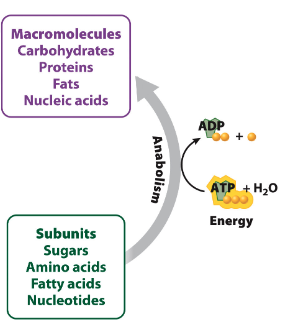 Macromolecules
Carbohydrates
Proteins
Fats
Nucleic acids
Anabolism
ADP
+
ATP + H₂O
Energy
Subunits
Sugars
Amino acids
Fatty acids
Nucleotides